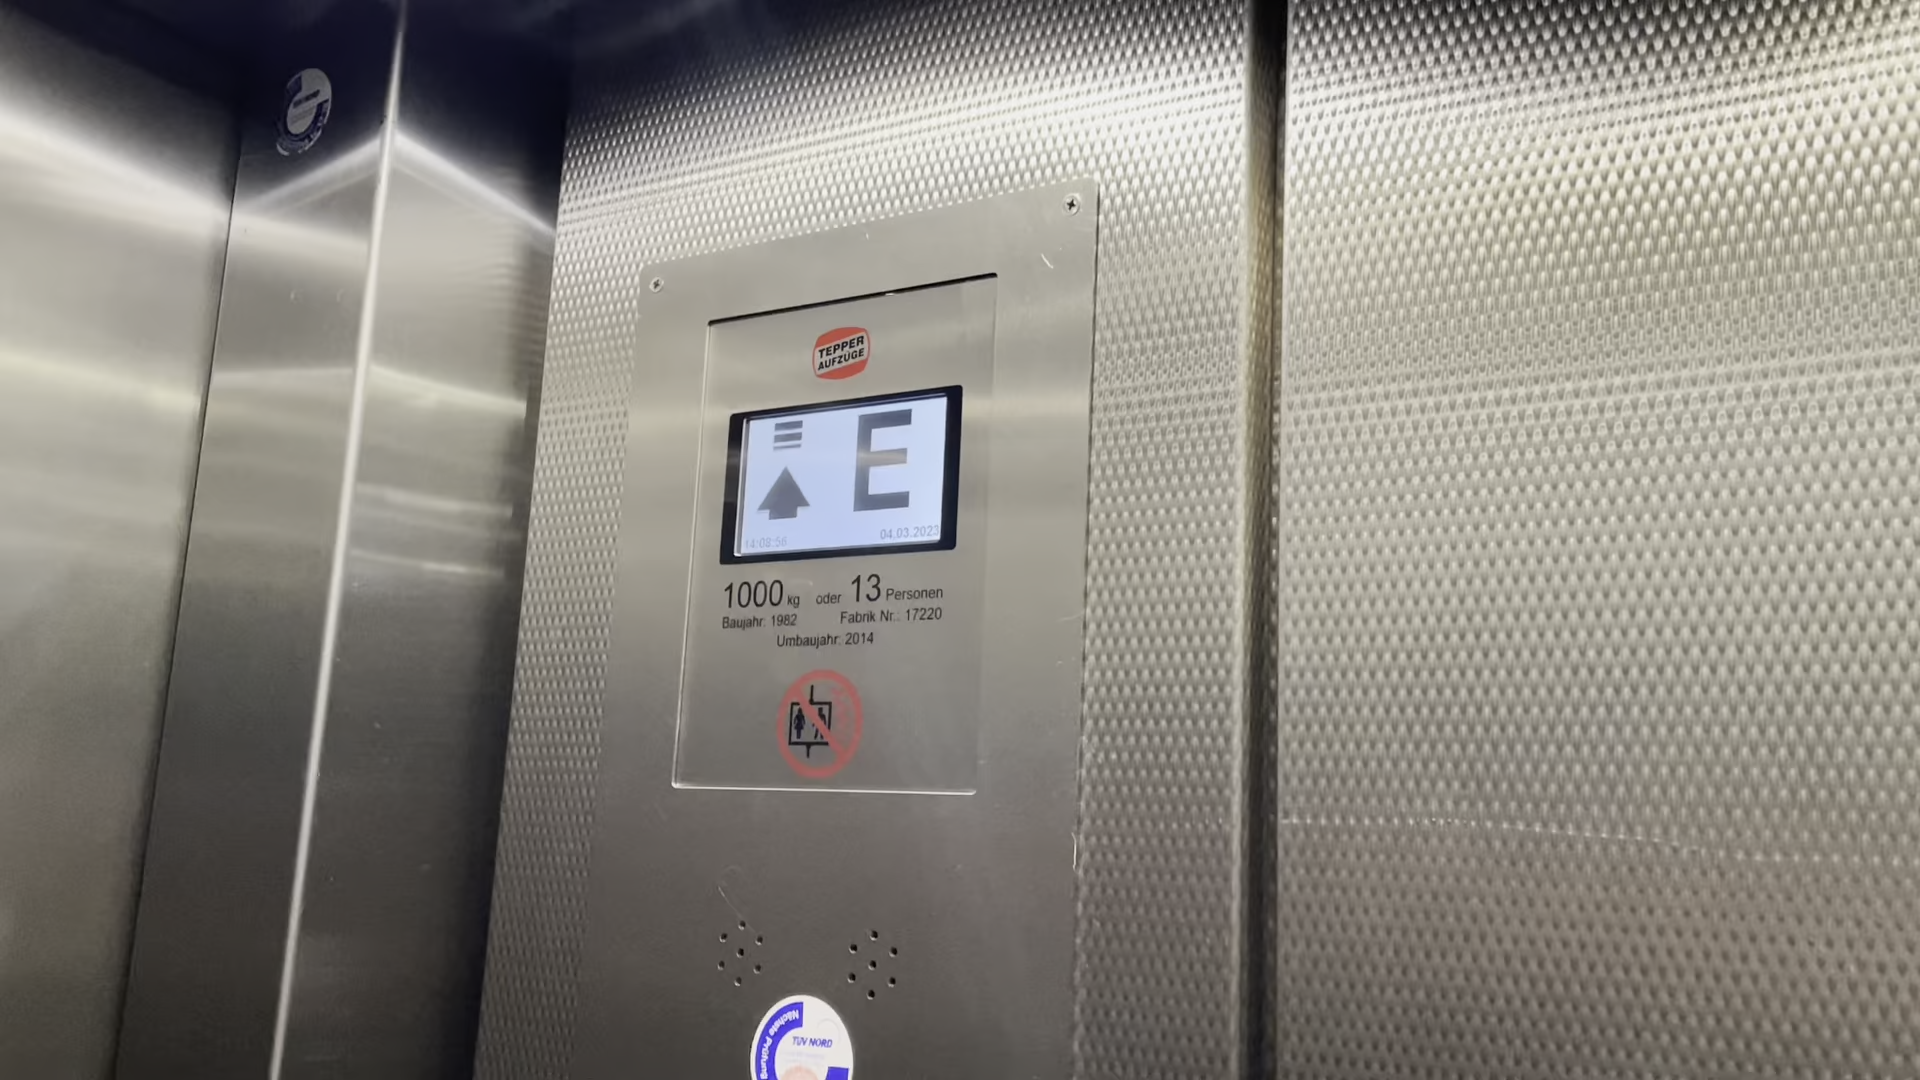 TEPPER
AUFZÜGE
E
14:08:56
04.03.2023
1000 kg oder 13 Personen
Baujahr: 1982 Fabrik Nr.: 17220
Umbaujahr: 2014
Nächste Prüfung
TÜV NORD